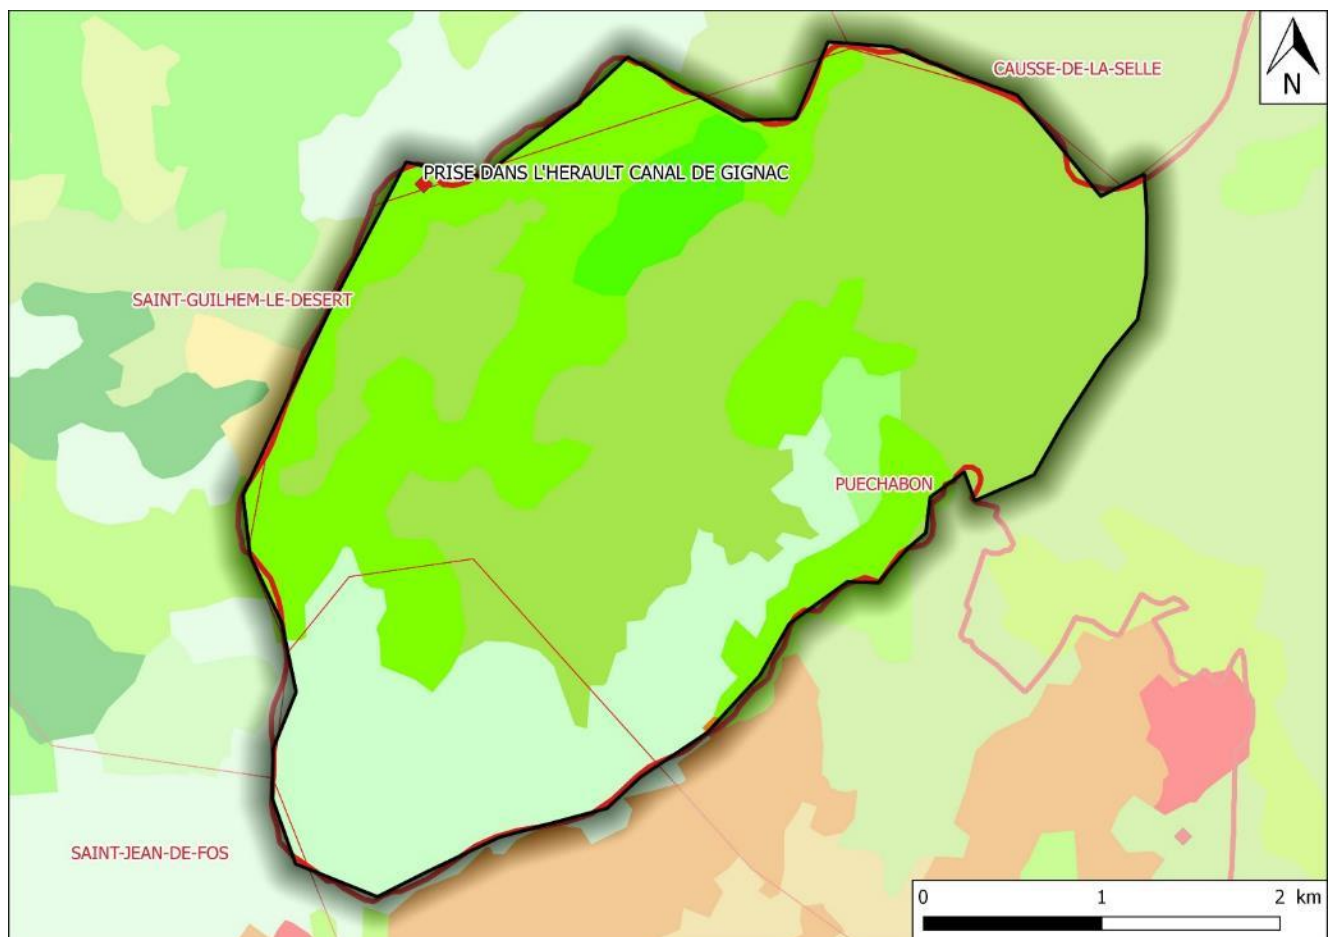 CAUSSE-DE-LA-SELLE
N
PRISE DANS L'HERAULT CANAL DE GIGNAC
SAINT-GUILHEM-LE-DESERT
PUECHABON
SAINT-JEAN-DE-FOS
0 1 2 km